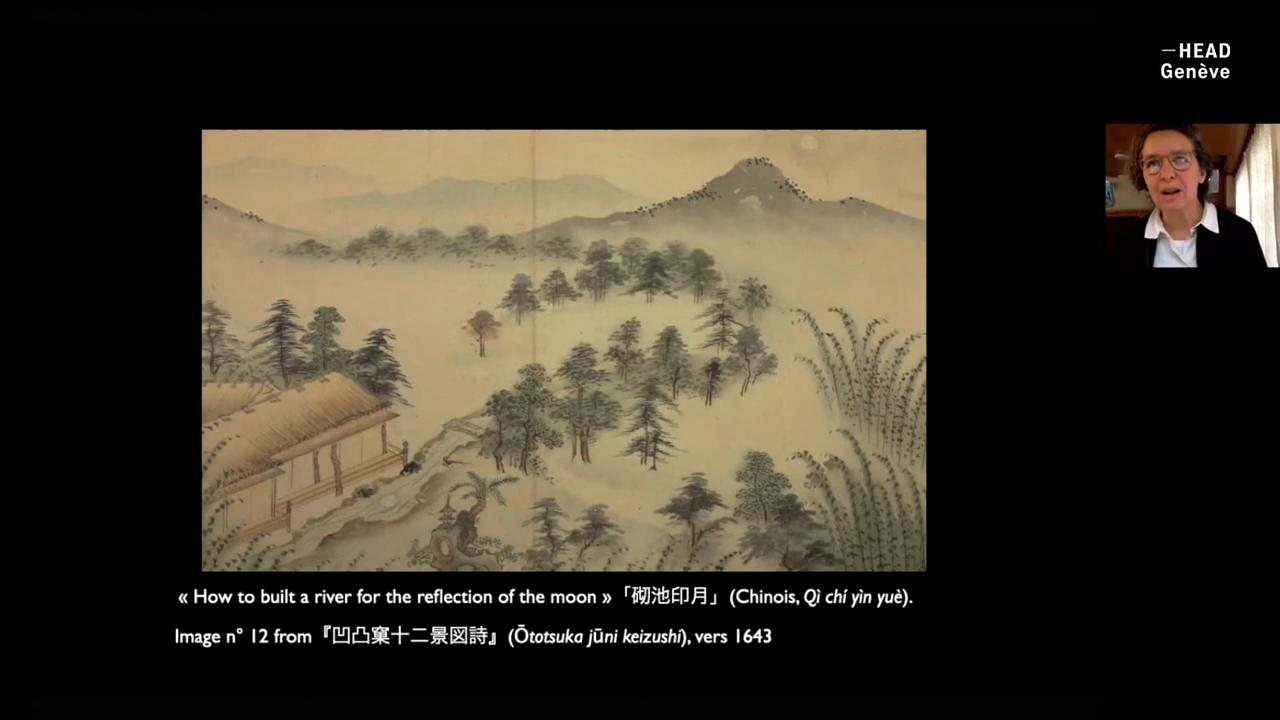 —HEAD
Genève
« How to built a river for the reflection of the moon »「砌池印月」(Chinois, Qì chí yìn yuè).
Image n° 12 from『凹凸窠十二景図詩』(Ōtotsuka jūni keizushi), vers 1643